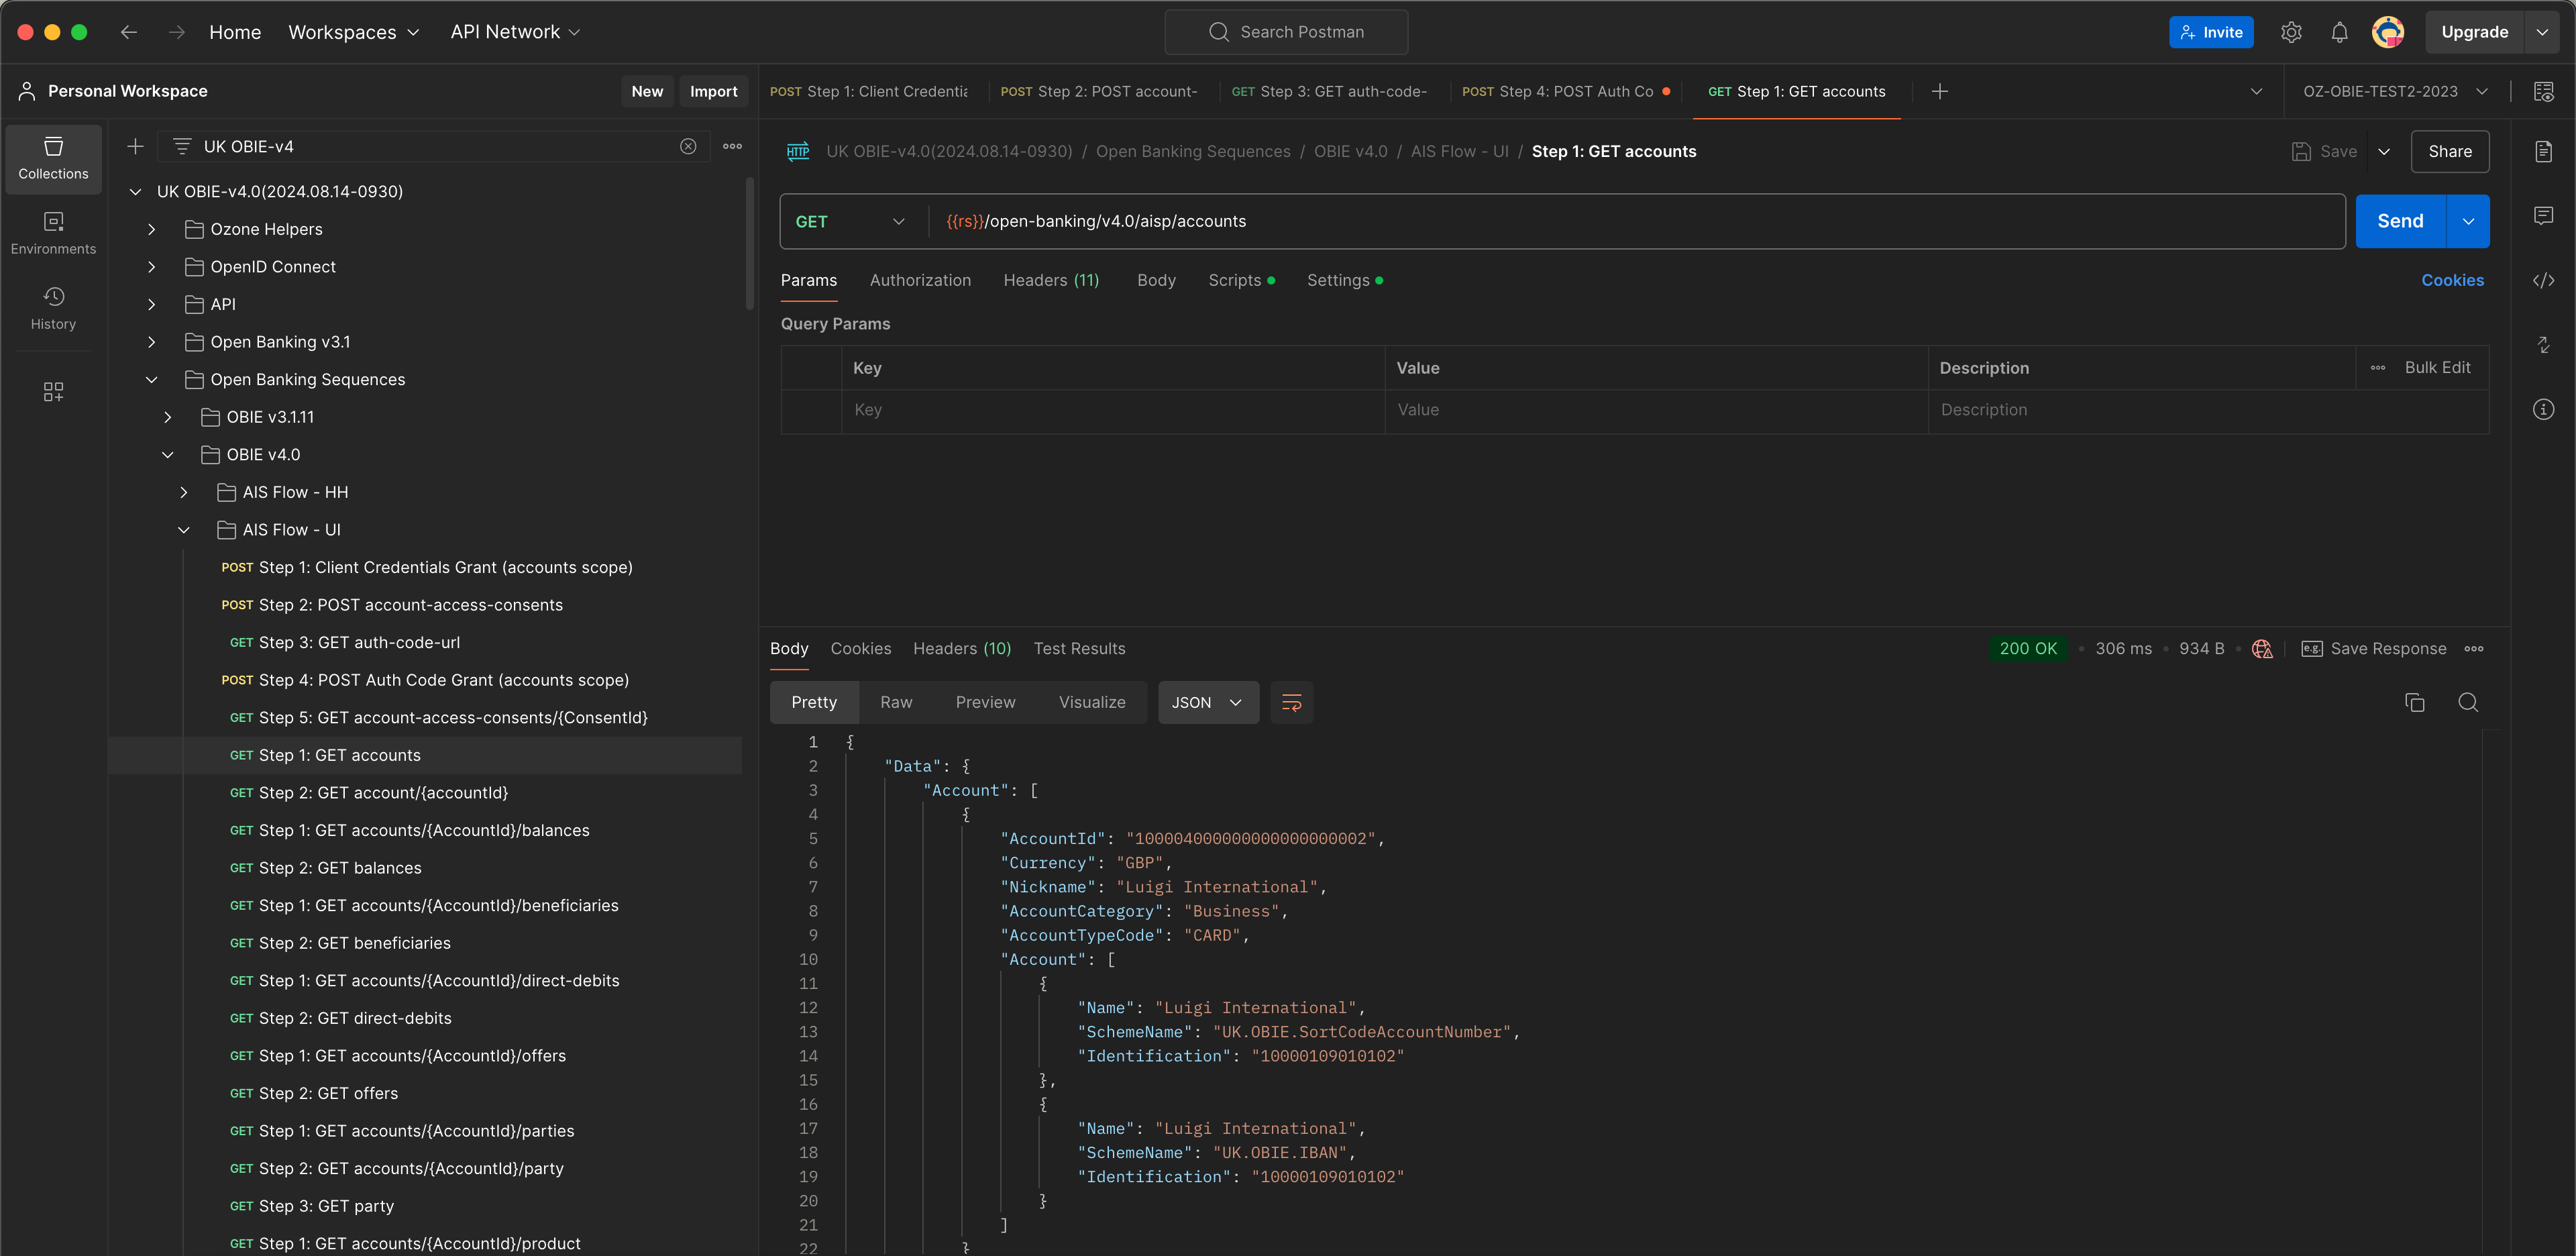 Home Workspaces API Network Search Postman Invite Upgrade
Personal Workspace New Import
POST Step 1: Client Credentia POST Step 2: POST account- GET Step 3: GET auth-code- POST Step 4: POST Auth Co GET Step 1: GET accounts OZ-OBIE-TEST2-2023
Collections
Environments
History
UK OBIE-v4
UK OBIE-v4.0(2024.08.14-0930)
Ozone Helpers
OpenID Connect
API
Open Banking v3.1
Open Banking Sequences
OBIE v3.1.11
OBIE v4.0
AIS Flow - HH
AIS Flow - UI
POST Step 1: Client Credentials Grant (accounts scope)
POST Step 2: POST account-access-consents
GET Step 3: GET auth-code-url
POST Step 4: POST Auth Code Grant (accounts scope)
GET Step 5: GET account-access-consents/{ConsentId}
GET Step 1: GET accounts
GET Step 2: GET account/{accountId}
GET Step 1: GET accounts/{AccountId}/balances
GET Step 2: GET balances
GET Step 1: GET accounts/{AccountId}/beneficiaries
GET Step 2: GET beneficiaries
GET Step 1: GET accounts/{AccountId}/direct-debits
GET Step 2: GET direct-debits
GET Step 1: GET accounts/{AccountId}/offers
GET Step 2: GET offers
GET Step 1: GET accounts/{AccountId}/parties
GET Step 2: GET accounts/{AccountId}/party
GET Step 3: GET party
GET Step 1: GET accounts/{AccountId}/product
HTTP UK OBIE-v4.0(2024.08.14-0930) / Open Banking Sequences / OBIE v4.0 / AIS Flow - UI / Step 1: GET accounts Save Share
GET {{rs}}/open-banking/v4.0/aisp/accounts Send
Params Authorization Headers (11) Body Scripts Settings Cookies
Query Params
Key Value Description Bulk Edit
Key Value Description
Body Cookies Headers (10) Test Results 200 OK 306 ms 934 B e.g. Save Response
Pretty Raw Preview Visualize JSON
1 {
2 "Data": {
3 "Account": [
4 {
5 "AccountId": "100004000000000000000002",
6 "Currency": "GBP",
7 "Nickname": "Luigi International",
8 "AccountCategory": "Business",
9 "AccountTypeCode": "CARD",
10 "Account": [
11 {
12 "Name": "Luigi International",
13 "SchemeName": "UK.OBIE.SortCodeAccountNumber",
14 "Identification": "10000109010102"
15 },
16 {
17 "Name": "Luigi International",
18 "SchemeName": "UK.OBIE.IBAN",
19 "Identification": "10000109010102"
20 }
21 ]
22 }